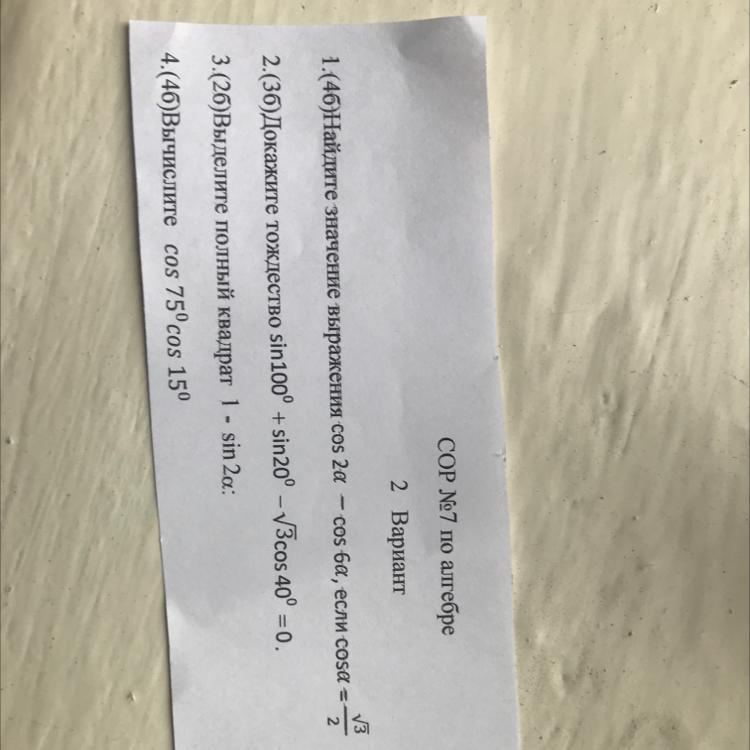 СОР №7 по алгебре
2 Вариант
1.(4б)Найдите значение выражения cos 2α − cos 6α, если cosα = √3/2
2.(3б)Докажите тождество sin100⁰ + sin20⁰ − √3cos 40⁰ = 0.
3.(2б)Выделите полный квадрат 1 - sin 2α:
4.(4б)Вычислите cos 75⁰cos 15⁰